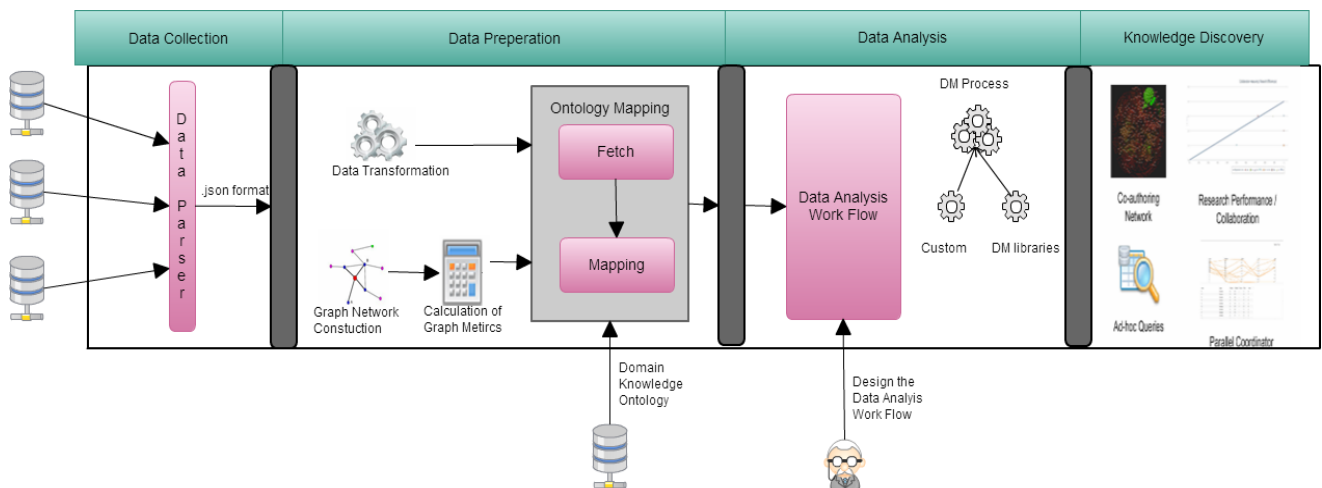 Data Collection
Data Preperation
Data Analysis
Knowledge Discovery
Data Parser
.json format
Data Transformation
Graph Network
Constuction
Calculation of
Graph Metircs
Ontology Mapping
Fetch
Mapping
Domain
Knowledge
Ontology
Data Analysis
Work Flow
DM Process
Custom
DM libraries
Design the
Data Analyis
Work Flow
Co-authoring
Network
Research Performance /
Collaboration
Ad-hoc Queries
Parallel Coordinator